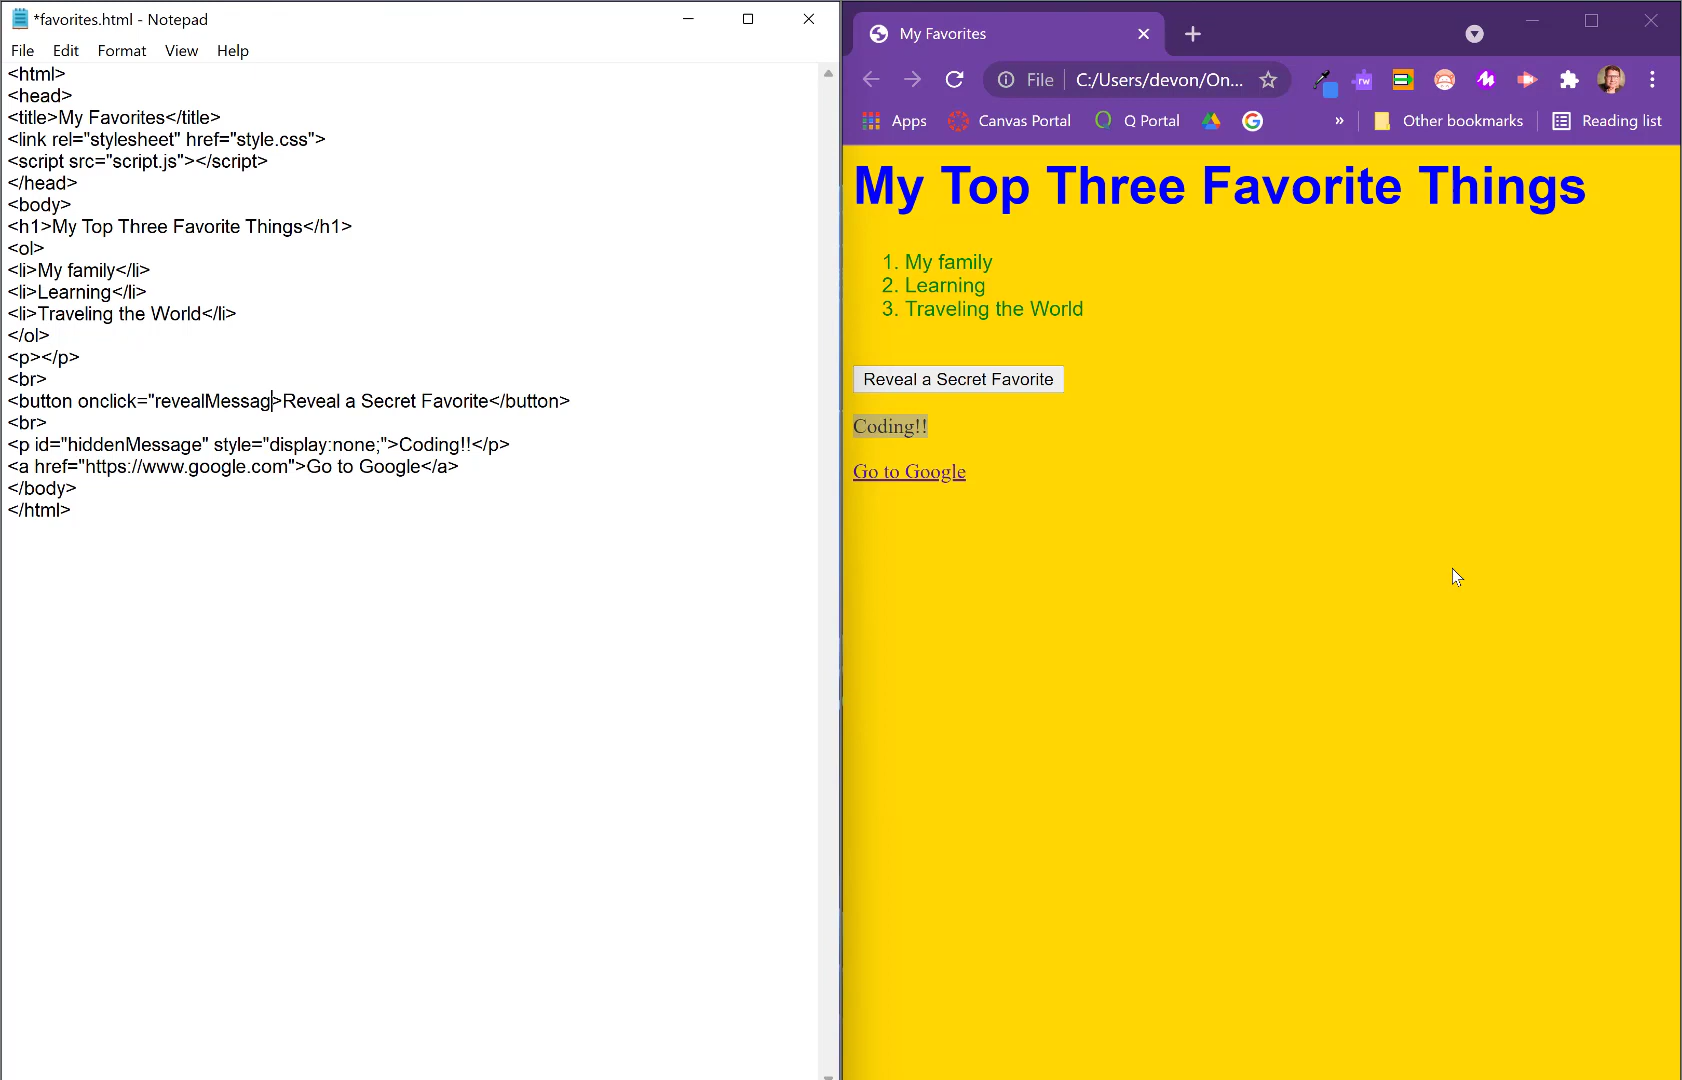 *favorites.html - Notepad
File Edit Format View Help
<html>
<head>
<title>My Favorites</title>
<link rel="stylesheet" href="style.css">
<script src="script.js"></script>
</head>
<body>
<h1>My Top Three Favorite Things</h1>
<ol>
<li>My family</li>
<li>Learning</li>
<li>Traveling the World</li>
</ol>
<p></p>
<br>
<button onclick="revealMessag>Reveal a Secret Favorite</button>
<br>
<p id="hiddenMessage" style="display:none;">Coding!!</p>
<a href="https://www.google.com">Go to Google</a>
</body>
</html>
My Favorites
File C:/Users/devon/On...
rw
Apps Canvas Portal Q Portal » Other bookmarks Reading list
My Top Three Favorite Things
1. My family
2. Learning
3. Traveling the World
Reveal a Secret Favorite
Coding!!
Go to Google